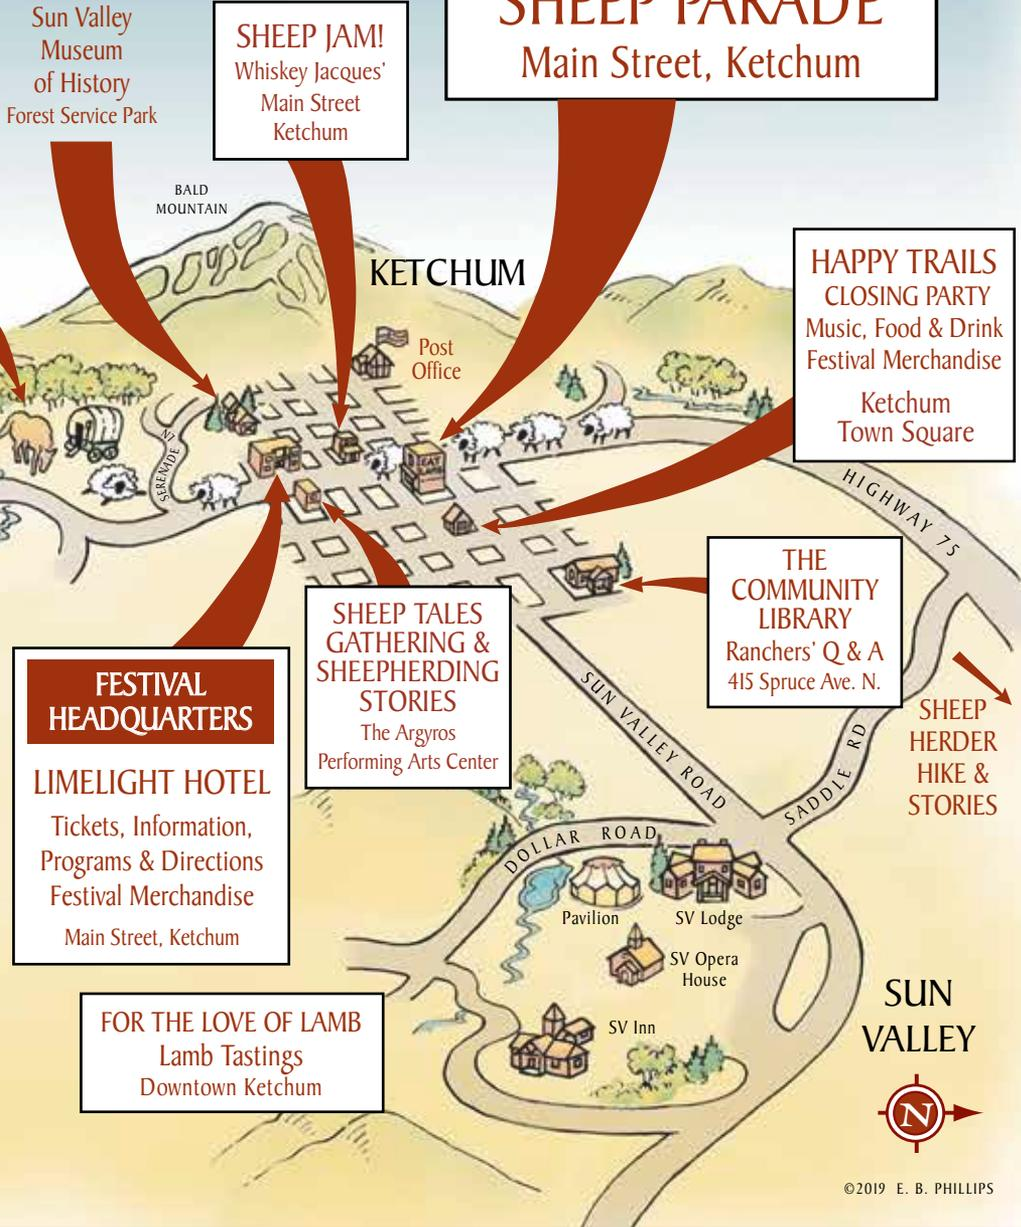 SHEEP PARADE
Main Street, Ketchum
Sun Valley
Museum
of History
Forest Service Park
SHEEP JAM!
Whiskey Jacques'
Main Street
Ketchum
BALD
MOUNTAIN
KETCHUM
Post
Office
HAPPY TRAILS
CLOSING PARTY
Music, Food & Drink
Festival Merchandise
Ketchum
Town Square
SERENADE LN
EAT
HIGHWAY 75
THE
COMMUNITY
LIBRARY
Ranchers' Q & A
415 Spruce Ave. N.
SHEEP TALES
GATHERING &
SHEEPHERDING
STORIES
The Argyros
Performing Arts Center
FESTIVAL
HEADQUARTERS
LIMELIGHT HOTEL
Tickets, Information,
Programs & Directions
Festival Merchandise
Main Street, Ketchum
SUN VALLEY ROAD
SADDLE RD
SHEEP
HERDER
HIKE &
STORIES
DOLLAR ROAD
Pavilion
SV Lodge
SV Opera
House
SV Inn
FOR THE LOVE OF LAMB
Lamb Tastings
Downtown Ketchum
SUN
VALLEY
N
©2019 E. B. PHILLIPS